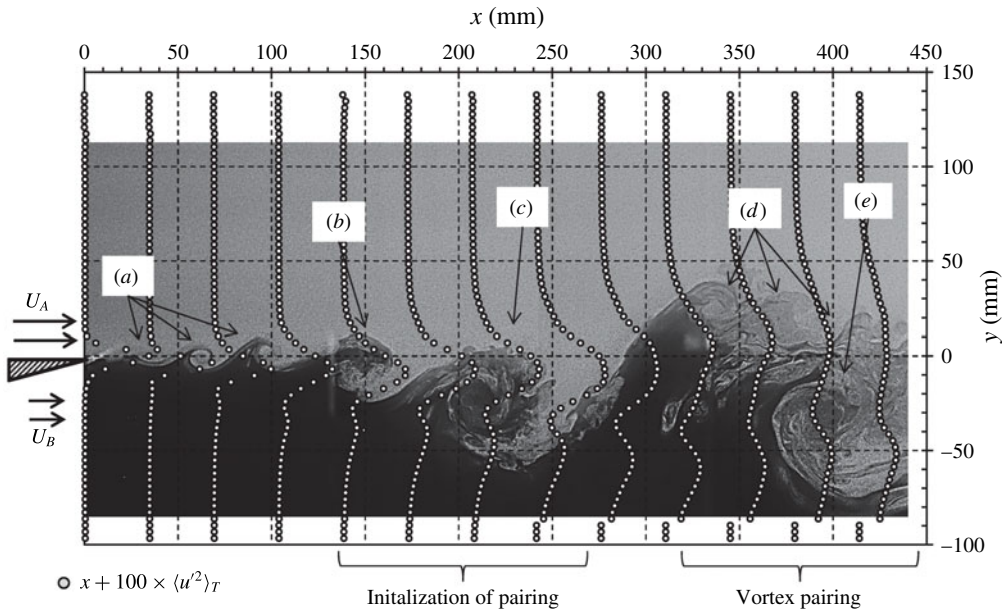 x (mm)
0 50 100 150 200 250 300 350 400 450
150
100
50
0
−50
−100
y (mm)
(a)
(b)
(c)
(d)
(e)
U_A
U_B
x + 100 × ⟨u′²⟩_T
Initalization of pairing
Vortex pairing